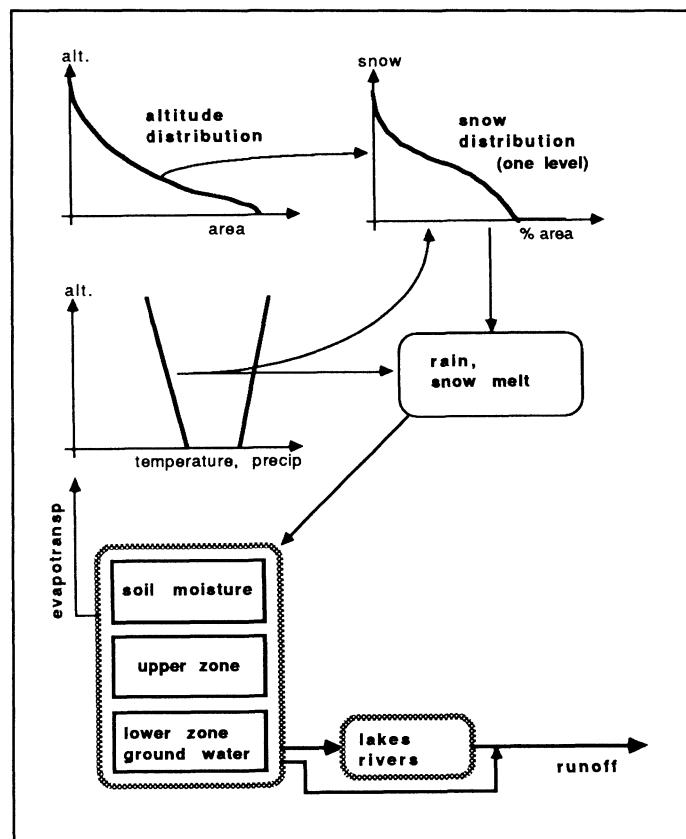 alt.
altitude
distribution
area
snow
snow
distribution
(one level)
% area
alt.
temperature, precip
rain,
snow melt
evapotransp
soil moisture
upper zone
lower zone
ground water
lakes
rivers
runoff